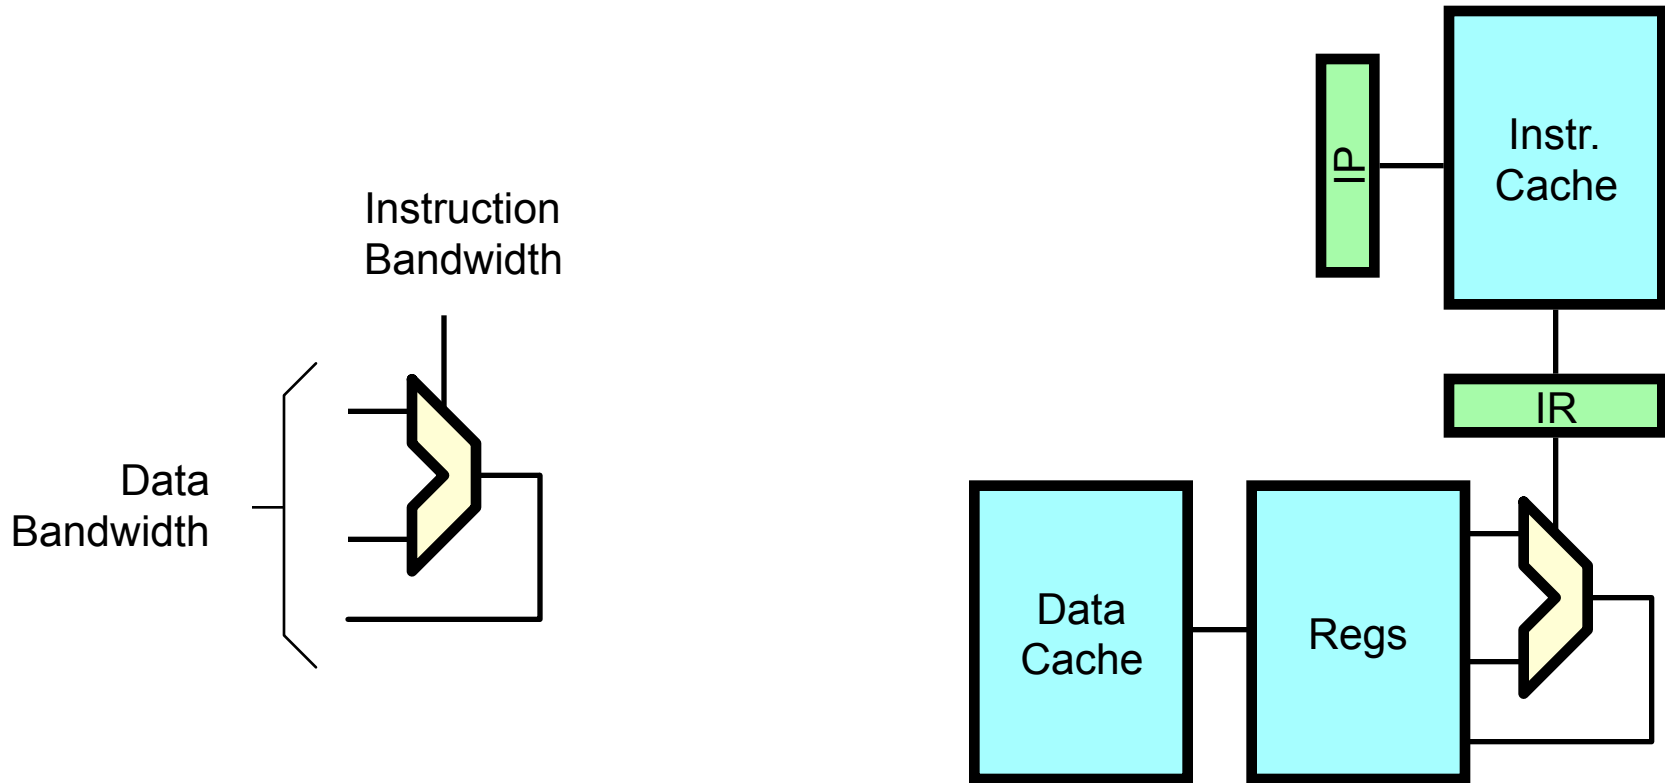 Instruction
Bandwidth
Data
Bandwidth
IP
Instr.
Cache
IR
Data
Cache
Regs